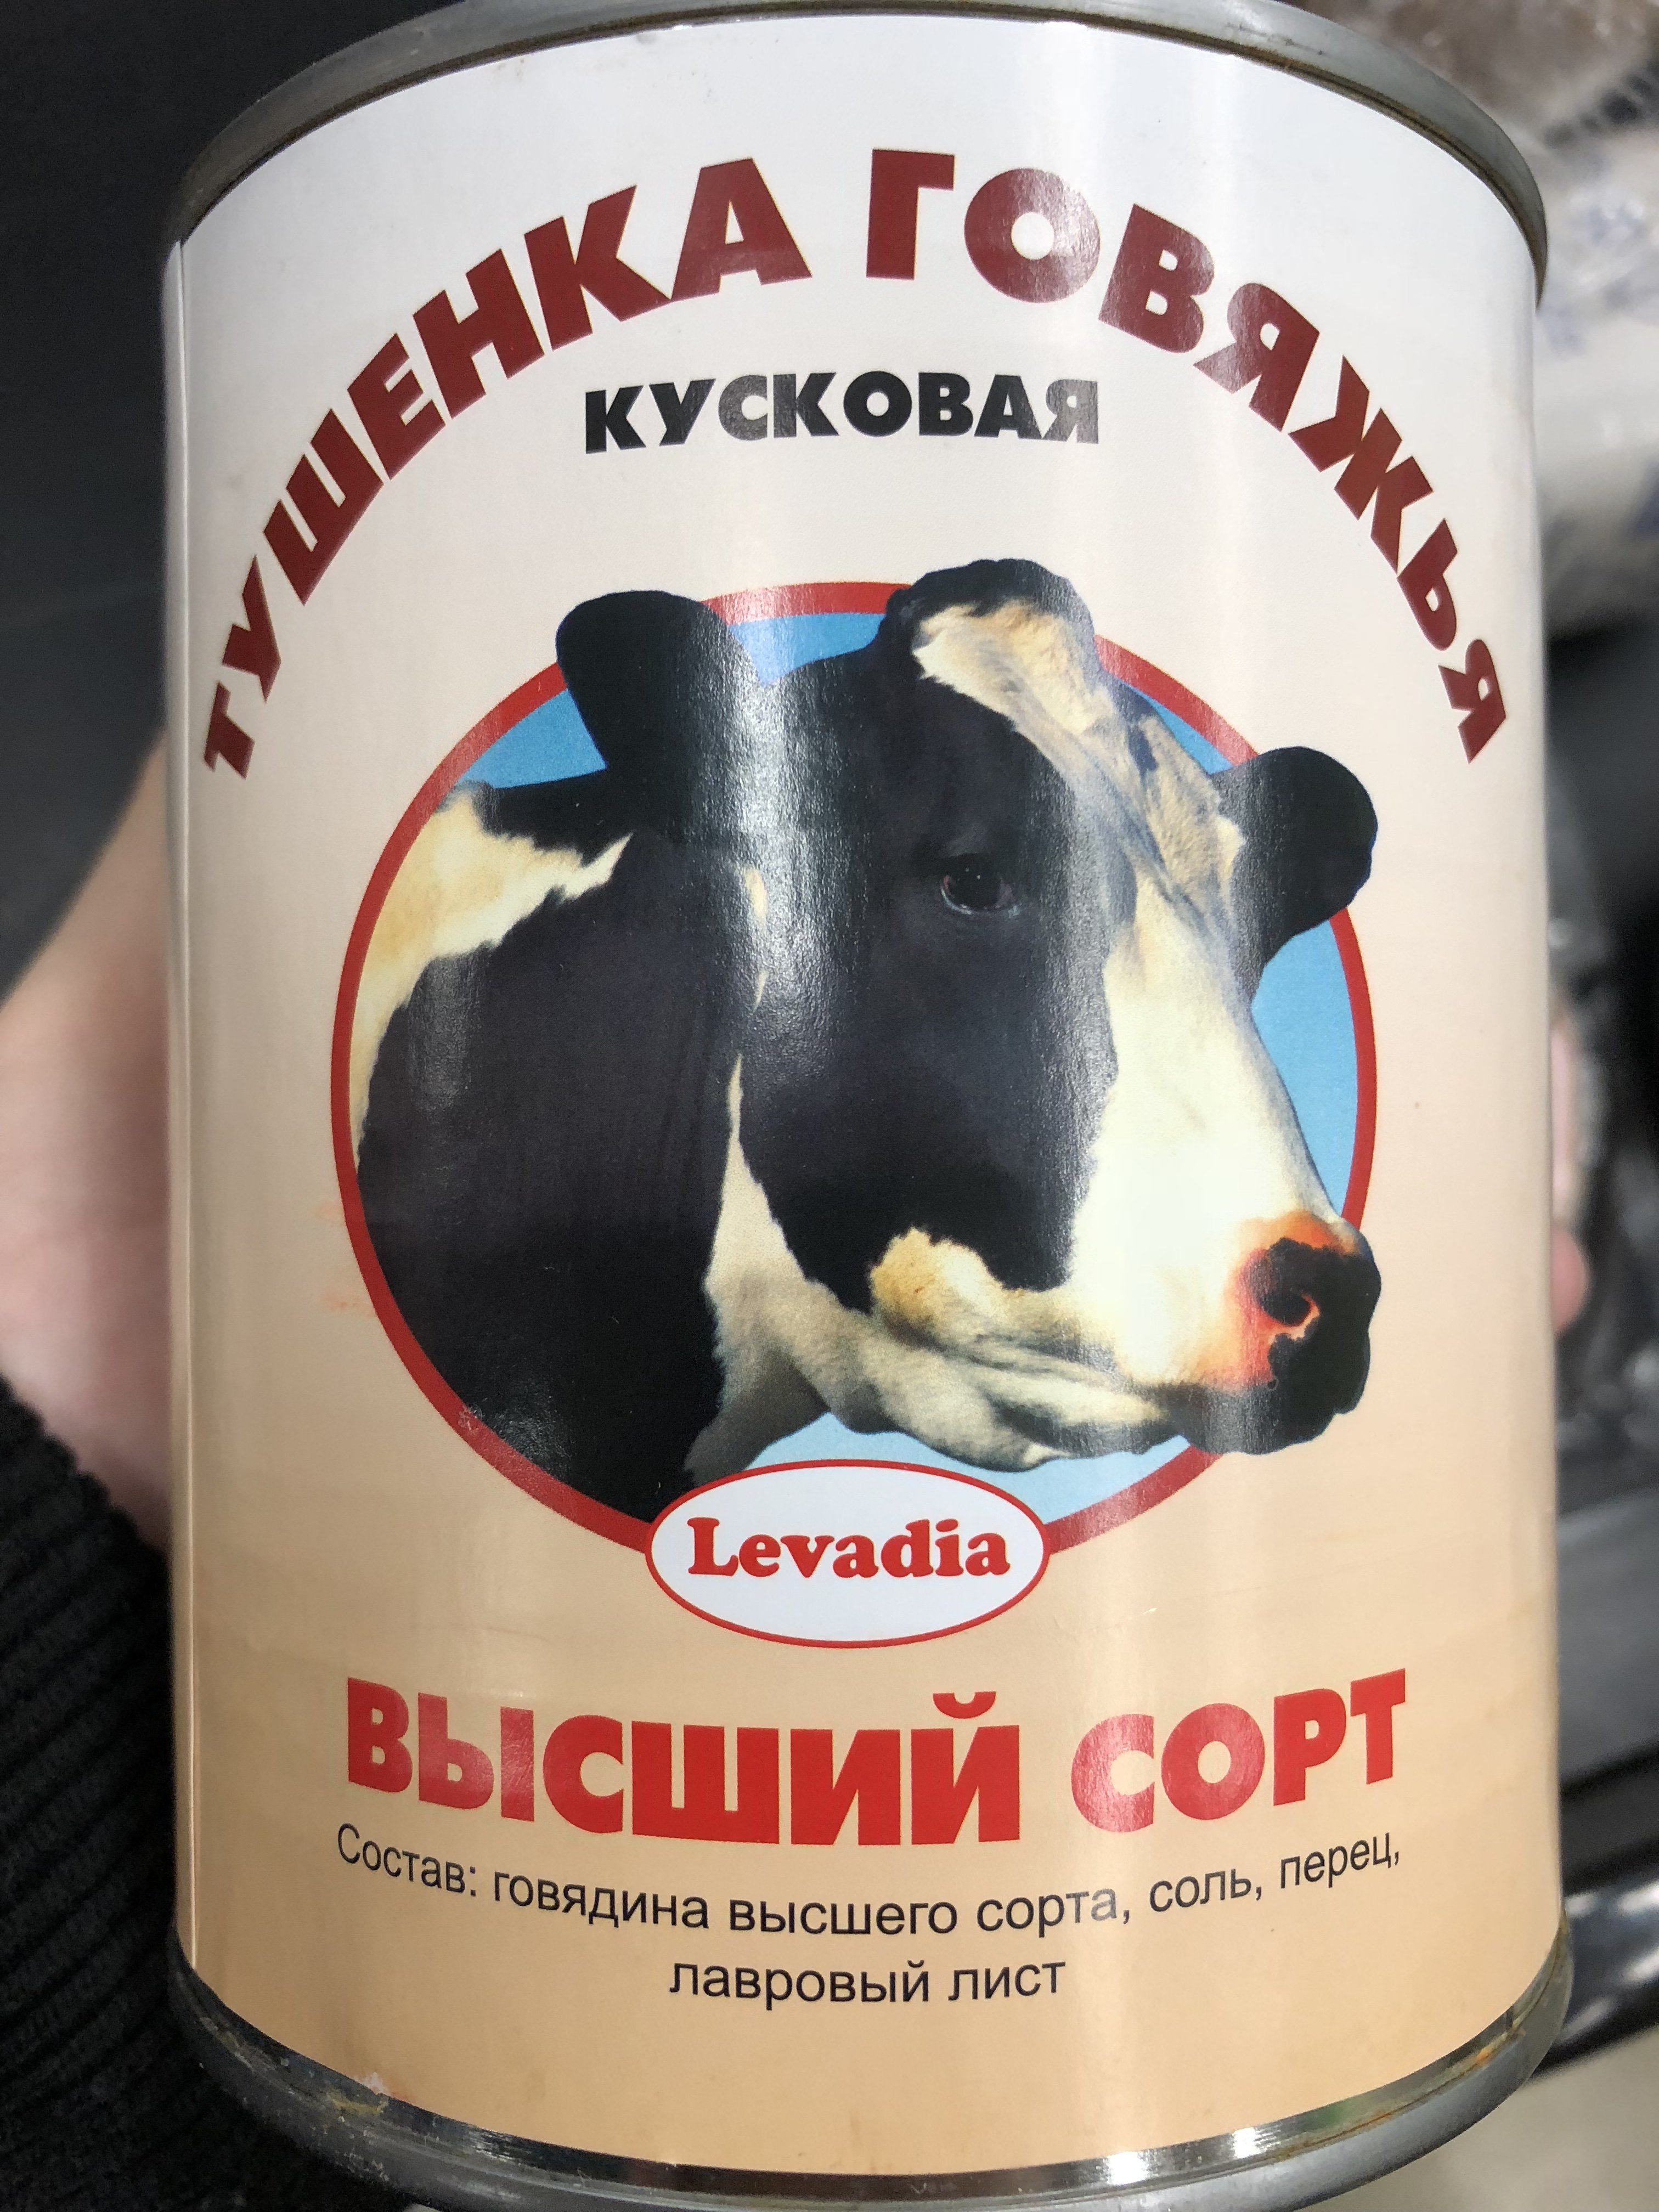 ТУШЕНКА ГОВЯЖЬЯ
КУСКОВАЯ
Levadia
ВЫСШИЙ СОРТ
Состав: говядина высшего сорта, соль, перец,
лавровый лист